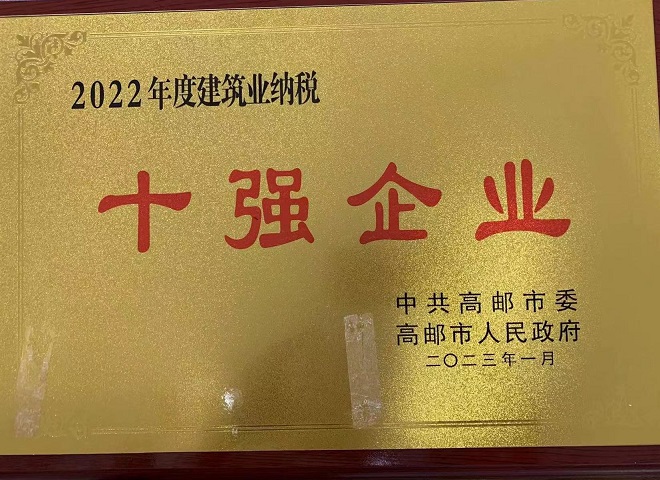 2022年度建筑业纳税
十强企业
中共高邮市委
高邮市人民政府
二〇二三年一月